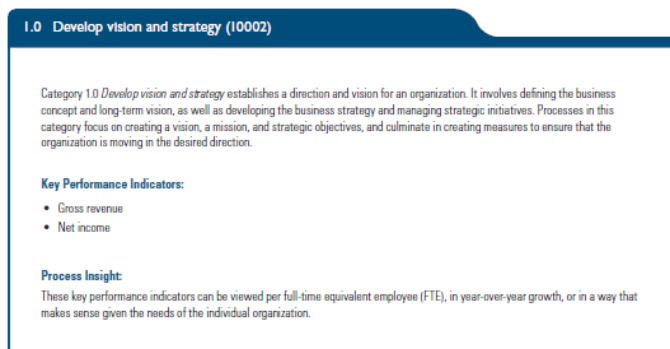 1.0 Develop vision and strategy (10002)
Category 1.0 Develop vision and strategy establishes a direction and vision for an organization. It involves defining the business
concept and long-term vision, as well as developing the business strategy and managing strategic initiatives. Processes in this
category focus on creating a vision, a mission, and strategic objectives, and culminate in creating measures to ensure that the
organization is moving in the desired direction.
Key Performance Indicators:
• Gross revenue
• Net income
Process Insight:
These key performance indicators can be viewed per full-time equivalent employee (FTE), in year-over-year growth, or in a way that
makes sense given the needs of the individual organization.